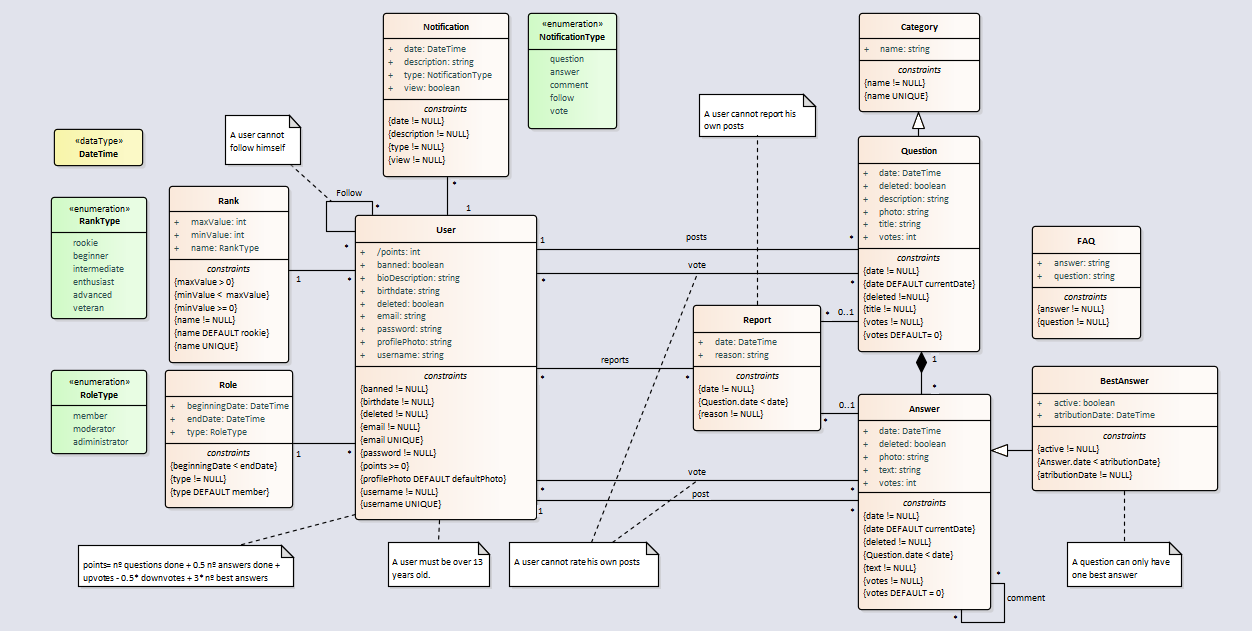 «dataType»
DateTime
«enumeration»
RankType
rookie
beginner
intermediate
enthusiast
advanced
veteran
«enumeration»
RoleType
member
moderator
adiministrator
A user cannot
follow himself
Rank
+ maxValue: int
+ minValue: int
+ name: RankType
constraints
{maxValue > 0}
{minValue < maxValue}
{minValue >= 0}
{name != NULL}
{name DEFAULT rookie}
{name UNIQUE}
1
*
Role
+ beginningDate: DateTime
+ endDate: DateTime
+ type: RoleType
constraints
{beginningDate < endDate}
{type != NULL}
{type DEFAULT member}
1
*
Notification
+ date: DateTime
+ description: string
+ type: NotificationType
+ view: boolean
constraints
{date != NULL}
{description != NULL}
{type != NULL}
{view != NULL}
*
1
«enumeration»
NotificationType
question
answer
comment
follow
vote
Follow
*
*
User
+ /points: int
+ banned: boolean
+ bioDescription: string
+ birthdate: string
+ deleted: boolean
+ email: string
+ password: string
+ profilePhoto: string
+ username: string
constraints
{banned != NULL}
{birthdate != NULL}
{deleted != NULL}
{email != NULL}
{email UNIQUE}
{password != NULL}
{points >= 0}
{profilePhoto DEFAULT defaultPhoto}
{username != NULL}
{username UNIQUE}
1
posts
*
*
vote
*
*
reports
*
*
vote
*
1
post
*
A user cannot report his
own posts
Report
+ date: DateTime
+ reason: string
constraints
{date != NULL}
{Question.date < date}
{reason != NULL}
*
0..1
*
0..1
Category
+ name: string
constraints
{name != NULL}
{name UNIQUE}
Question
+ date: DateTime
+ deleted: boolean
+ description: string
+ photo: string
+ title: string
+ votes: int
constraints
{date != NULL}
{date DEFAULT currentDate}
{deleted !=NULL}
{title != NULL}
{votes != NULL}
{votes DEFAULT= 0}
1
*
Answer
+ date: DateTime
+ deleted: boolean
+ photo: string
+ text: string
+ votes: int
constraints
{date != NULL}
{date DEFAULT currentDate}
{deleted != NULL}
{Question.date < date}
{text != NULL}
{votes != NULL}
{votes DEFAULT = 0}
*
comment
*
FAQ
+ answer: string
+ question: string
constraints
{answer != NULL}
{question != NULL}
BestAnswer
+ active: boolean
+ atributionDate: DateTime
constraints
{active != NULL}
{Answer.date < atributionDate}
{atributionDate != NULL}
points= nº questions done + 0.5 nº answers done +
upvotes - 0.5* downvotes + 3* nº best answers
A user must be over 13
years old.
A user cannot rate his own posts
A question can only have
one best answer